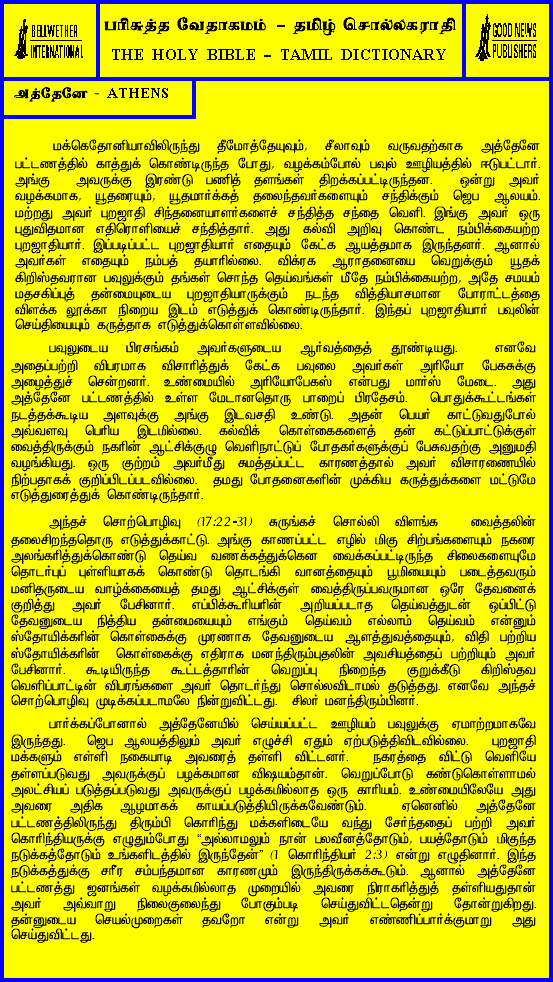 BELLWETHER
INTERNATIONAL
பரிசுத்த வேதாகமம் – தமிழ் சொல்லகராதி
THE HOLY BIBLE – TAMIL DICTIONARY
GOOD NEWS
PUBLISHERS
அத்தேனே - ATHENS
மக்கெதோனியாவிலிருந்து தீமோத்தேயுவும், சீலாவும் வருவதற்காக அத்தேனே
பட்டணத்தில் காத்துக் கொண்டிருந்த போது, வழக்கம்போல் பவுல் ஊழியத்தில் ஈடுபட்டார்.
அங்கு அவருக்கு இரண்டு பணித் தளங்கள் திறக்கப்பட்டிருந்தன. ஒன்று அவர்
வழக்கமாக, யூதரையும், யூதமார்க்கத் தலைந்தவர்களையும் சந்திக்கும் ஜெப ஆலயம்.
மற்றது அவர் புறஜாதி சிந்தனையாளர்களைச் சந்தித்த சந்தை வெளி. இங்கு அவர் ஒரு
புதுவிதமான எதிரொளியைச் சந்தித்தார். அது கல்வி அறிவு கொண்ட நம்பிக்கையற்ற
புறஜாதியார். இப்படிப்பட்ட புறஜாதியார் எதையும் கேட்க ஆயத்தமாக இருந்தனர். ஆனால்
அவர்கள் எதையும் நம்பத் தயாரில்லை. விக்ரக ஆராதனையை வெறுக்கும் யூதக்
கிறிஸ்தவரான பவுலுக்கும் தங்கள் சொந்த தெய்வங்கள் மீதே நம்பிக்கையற்ற, அதே சமயம்
மதசகிப்புத் தன்மையுடைய புறஜாதியாருக்கும் நடந்த வித்தியாசமான போராட்டத்தை
விளக்க லூக்கா நிறைய இடம் எடுத்துக் கொண்டிருந்தார். இந்தப் புறஜாதியார் பவுலின்
செய்தியையும் கருத்தாக எடுத்துக்கொள்ளவில்லை.
பவுலுடைய பிரசங்கம் அவர்களுடைய ஆர்வத்தைத் தூண்டியது. எனவே
அதைப்பற்றி விபரமாக விசாரித்துக் கேட்க பவுலை அவர்கள் அரியோ பேகசுக்கு
அழைத்துச் சென்றனர். உண்மையில் அரியோபேகஸ் என்பது மார்ஸ் மேடை. அது
அத்தேனே பட்டணத்தில் உள்ள மேடானதொரு பாறைப் பிரதேசம். பொதுக்கூட்டங்கள்
நடத்தக்கூடிய அளவுக்கு அங்கு இடவசதி உண்டு. அதன் பெயர் காட்டுவதுபோல்
அவ்வளவு பெரிய இடமில்லை. கல்விக் கொள்கைகளைத் தன் கட்டுப்பாட்டுக்குள்
வைத்திருக்கும் நகரின் ஆட்சிக்குழு வெளிநாட்டுப் போதகர்களுக்குப் பேசுவதற்கு அனுமதி
வழங்கியது. ஒரு குற்றம் அவர்மீது சுமத்தப்பட்ட காரணத்தால் அவர் விசாரணையில்
நிற்பதாகக் குறிப்பிடப்படவில்லை. தமது போதனைகளின் முக்கிய கருத்துக்களை மட்டுமே
எடுத்துரைத்துக் கொண்டிருந்தார்.
அந்தச் சொற்பொழிவு (17:22-31) சுருங்கச் சொல்லி விளங்க வைத்தலின்
தலைசிறந்ததொரு எடுத்துக்காட்டு. அங்கு காணப்பட்ட எழில் மிகு சிற்பங்களையும் நகரை
அலங்கரித்துக்கொண்டு தெய்வ வணக்கத்துக்கென வைக்கப்பட்டிருந்த சிலைகளையுமே
தொடர்புப் புள்ளியாகக் கொண்டு தொடங்கி வானத்தையும் பூமியையும் படைத்தவரும்
மனிதருடைய வாழ்க்கையைத் தமது ஆட்சிக்குள் வைத்திருப்பவருமான ஒரே தேவனைக்
குறித்து அவர் பேசினார். எப்பிக்கூரியரின் அறியப்படாத தெய்வத்துடன் ஒப்பிட்டு
தேவனுடைய நித்திய தன்மையையும் எங்கும் தெய்வம் எல்லாம் தெய்வம் என்னும்
ஸ்தோயிக்கரின் கொள்கைக்கு முரணாக தேவனுடைய ஆளத்துவத்தையும், விதி பற்றிய
ஸ்தோயிக்கரின் கொள்கைக்கு எதிராக மனந்திரும்புதலின் அவசியத்தைப் பற்றியும் அவர்
பேசினார். கூடியிருந்த கூட்டத்தாரின் வெறுப்பு நிறைந்த குறுக்கீடு கிறிஸ்தவ
வெளிப்பாட்டின் விபரங்களை அவர் தொடர்ந்து சொல்லவிடாமல் தடுத்தது. எனவே அந்தச்
சொற்பொழிவு முடிக்கப்படாமலே நின்றுவிட்டது. சிலர் மனந்திரும்பினர்.
பார்க்கப்போனால் அத்தேனேயில் செய்யப்பட்ட ஊழியம் பவுலுக்கு ஏமாற்றமாகவே
இருந்தது. ஜெப ஆலயத்திலும் அவர் எழுச்சி ஏதும் ஏற்படுத்திவிடவில்லை. புறஜாதி
மக்களும் எள்ளி நகையாடி அவரைத் தள்ளி விட்டனர். நகரத்தை விட்டு வெளியே
தள்ளப்படுவது அவருக்குப் பழக்கமான விஷயம்தான். வெறுப்போடு கண்டுகொள்ளாமல்
அலட்சியப் படுத்தப்படுவது அவருக்குப் பழக்கமில்லாத ஒரு காரியம். உண்மையிலேயே அது
அவரை அதிக ஆழமாகக் காயப்படுத்தியிருக்கவேண்டும். ஏனெனில் அத்தேனே
பட்டணத்திலிருந்து திரும்பி கொரிந்து மக்களிடையே வந்து சேர்ந்ததைப் பற்றி அவர்
கொரிந்தியருக்கு எழுதும்போது “அல்லாமலும் நான் பலவீனத்தோடும், பயத்தோடும் மிகுந்த
நடுக்கத்தோடும் உங்களிடத்தில் இருந்தேன்” (1 கொரிந்தியர் 2:3) என்று எழுதினார். இந்த
நடுக்கத்துக்கு சரீர சம்பந்தமான காரணமும் இருந்திருக்கக்கூடும். ஆனால் அத்தேனே
பட்டணத்து ஜனங்கள் வழக்கமில்லாத முறையில் அவரை நிராகரித்துத் தள்ளியதுதான்
அவர் அவ்வாறு நிலைகுலைந்து போகும்படி செய்துவிட்டதென்று தோன்றுகிறது.
தன்னுடைய செயல்முறைகள் தவறோ என்று அவர் எண்ணிப்பார்க்குமாறு அது
செய்துவிட்டது.